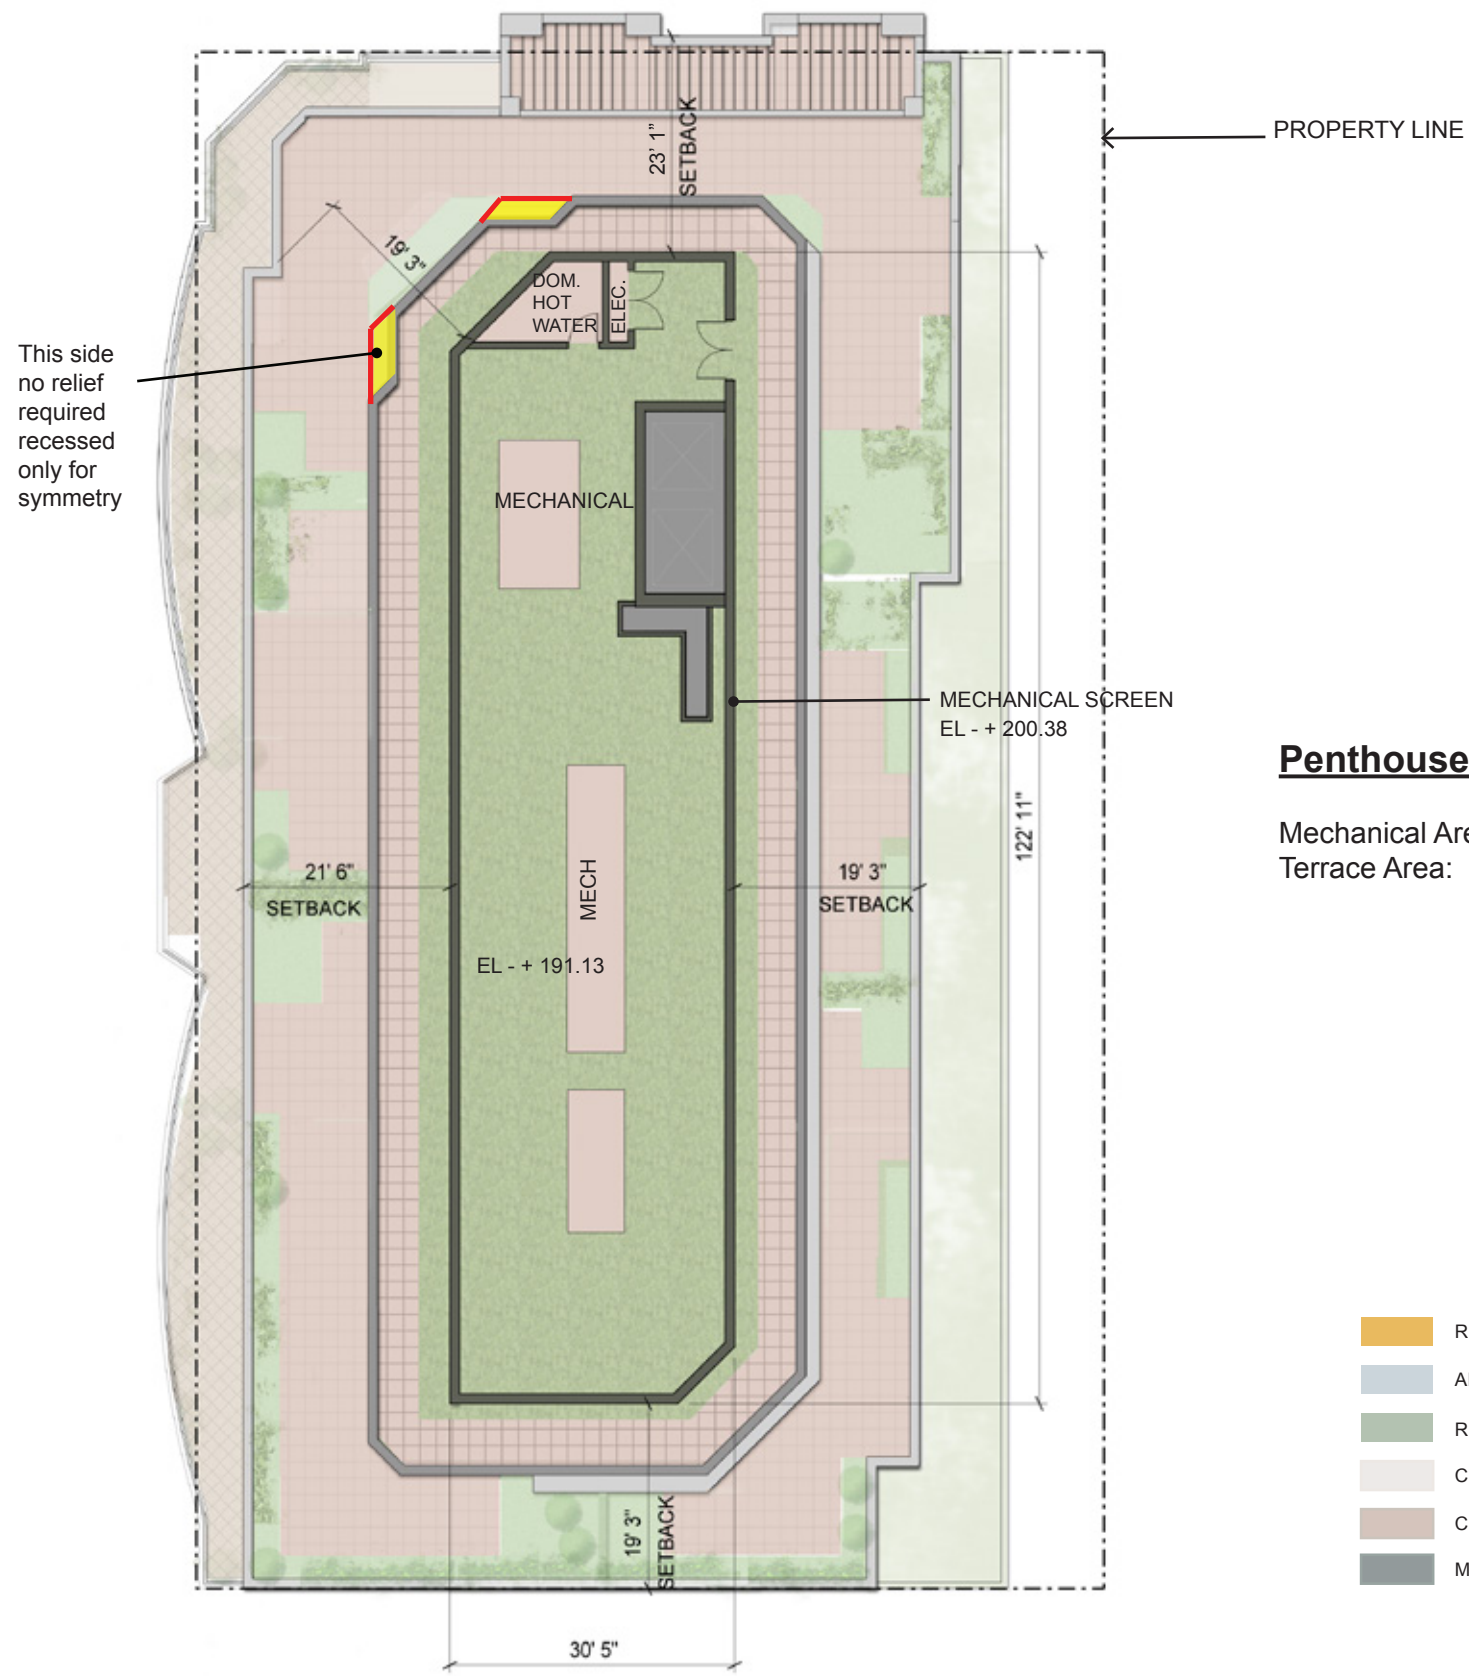 PROPERTY LINE
23' 1"
SETBACK
19' 3"
DOM.
HOT
WATER
ELEC.
This side
no relief
required
recessed
only for
symmetry
MECHANICAL
MECHANICAL SCREEN
EL - + 200.38
Penthouse
Mechanical Are
Terrace Area:
122' 11"
21' 6"
SETBACK
MECH
19' 3"
SETBACK
EL - + 191.13
R
A
R
C
C
M
19' 3"
SETBACK
30' 5"